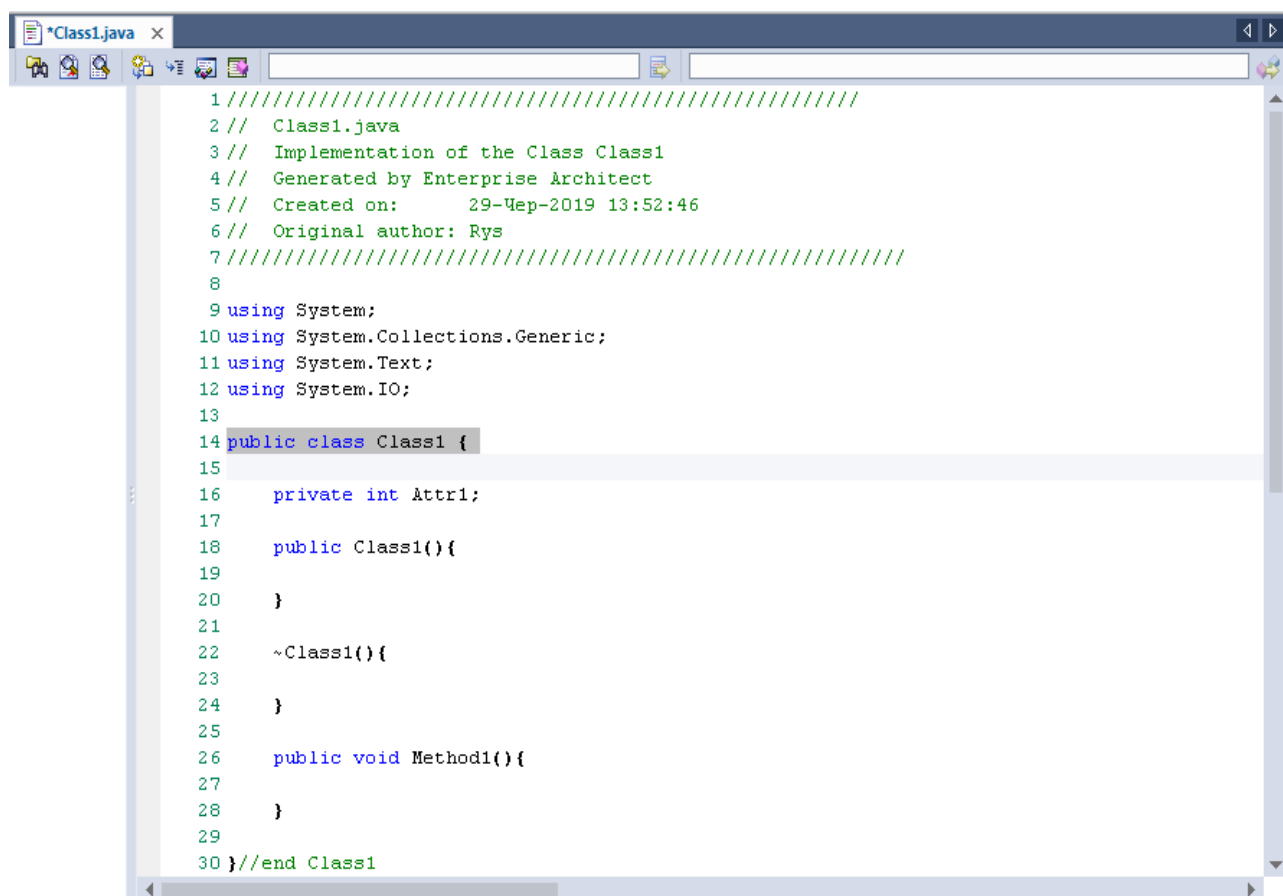 *Class1.java
1 ///////////////////////////////////////////////////////
2 //  Class1.java
3 //  Implementation of the Class Class1
4 //  Generated by Enterprise Architect
5 //  Created on:      29-Чер-2019 13:52:46
6 //  Original author: Rys
7 ///////////////////////////////////////////////////////////
8
9 using System;
10 using System.Collections.Generic;
11 using System.Text;
12 using System.IO;
13
14 public class Class1 {
15
16     private int Attr1;
17
18     public Class1(){
19
20     }
21
22     ~Class1(){
23
24     }
25
26     public void Method1(){
27
28     }
29
30 }//end Class1